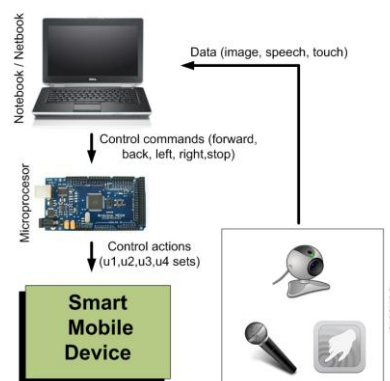 Notebook / Netbook
Data (image, speech, touch)
Control commands (forward,
back, left, right,stop)
Microprocesor
Control actions
(u1,u2,u3,u4 sets)
Smart
Mobile
Device